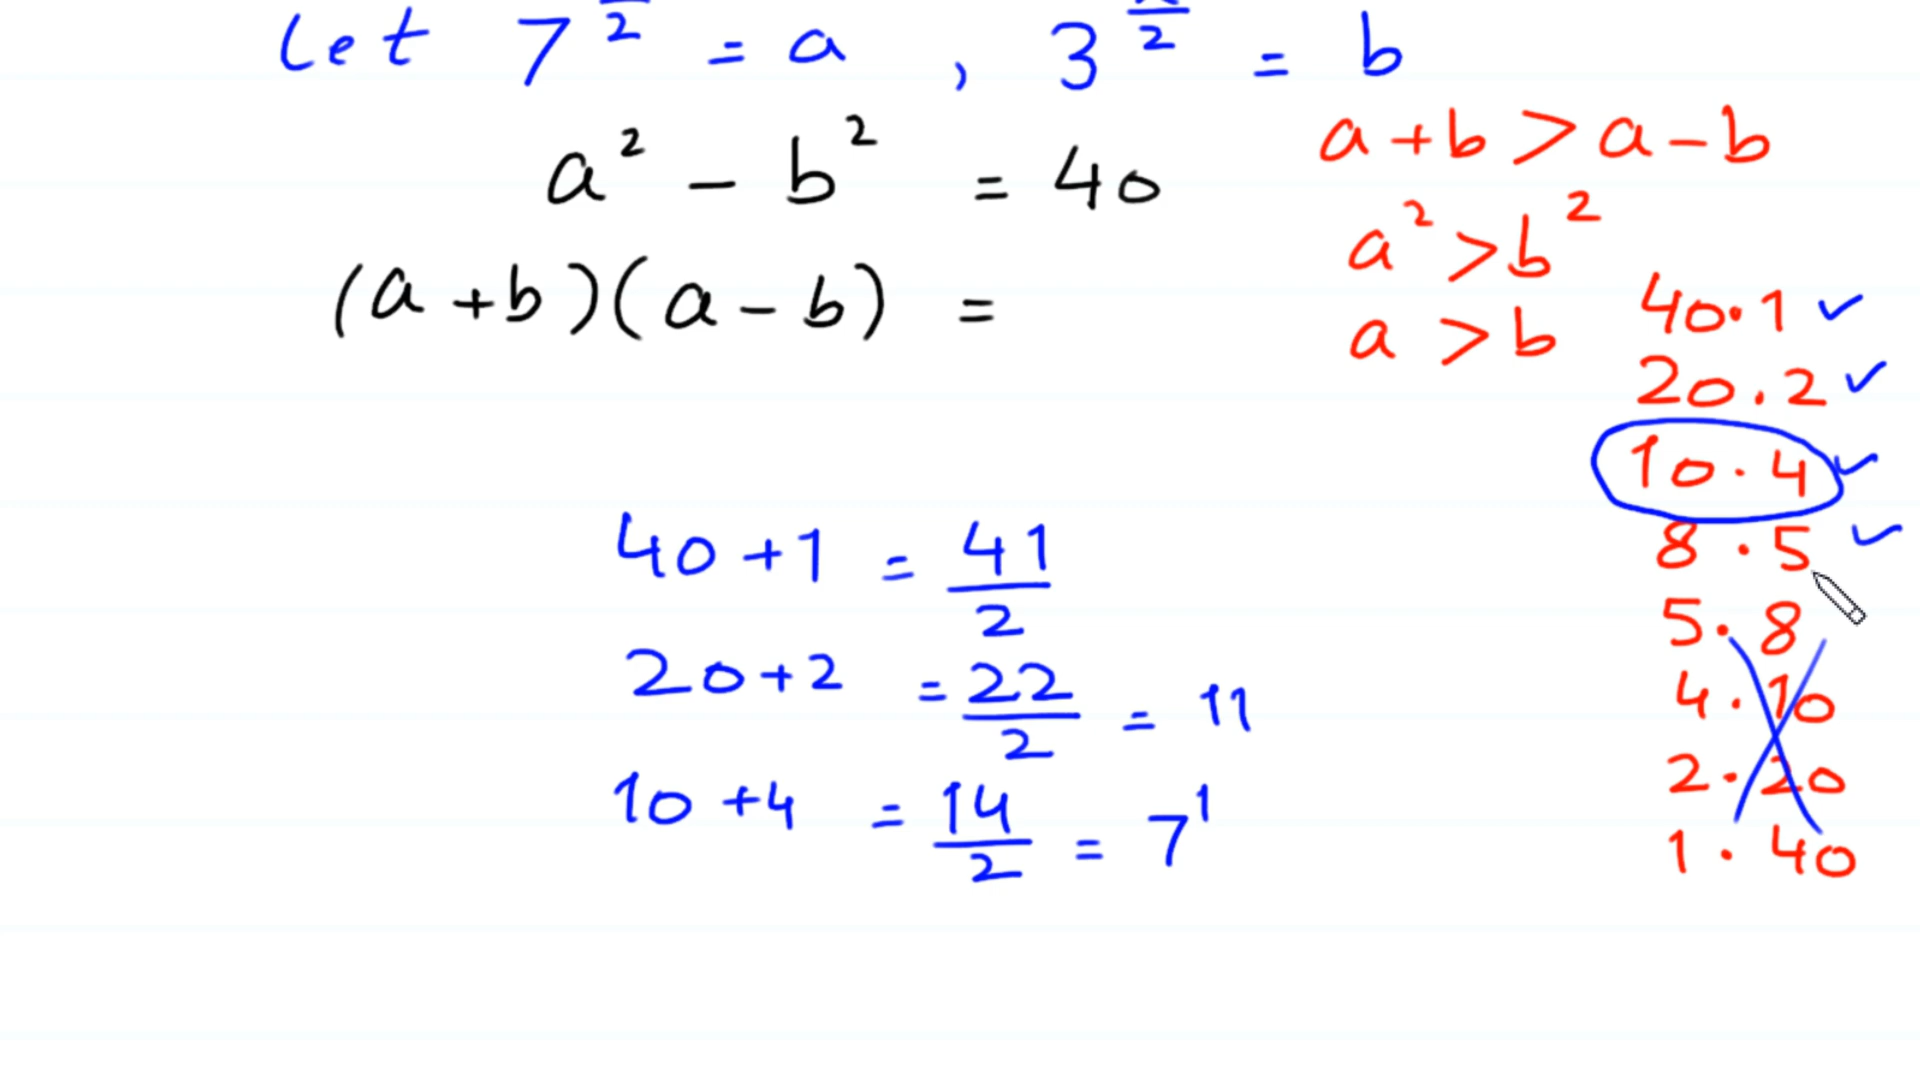 Let 7^(/2) = a , 3^(x/2) = b
a² - b² = 40
(a + b)(a - b) =
a + b > a - b
a² > b²
a > b
40 · 1 ✓
20 · 2 ✓
10 · 4 ✓
8 · 5 ✓
5 · 8
4 · 10
2 · 20
1 · 40
40 + 1 = 41/2
20 + 2 = 22/2 = 11
10 + 4 = 14/2 = 7¹